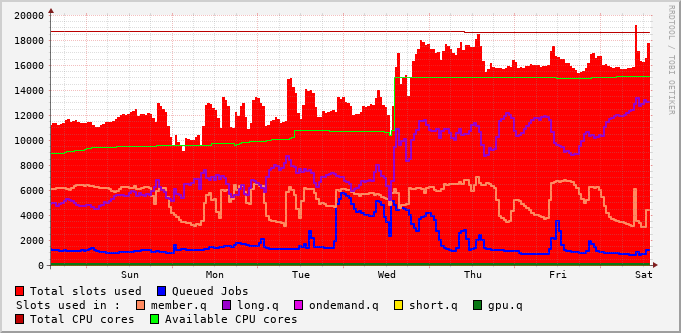 20000
18000
16000
14000
12000
10000
8000
6000
4000
2000
0
Sun Mon Tue Wed Thu Fri Sat
RRDTOOL / TOBI OETIKER
Total slots used Queued Jobs
Slots used in : member.q long.q ondemand.q short.q gpu.q
Total CPU cores Available CPU cores